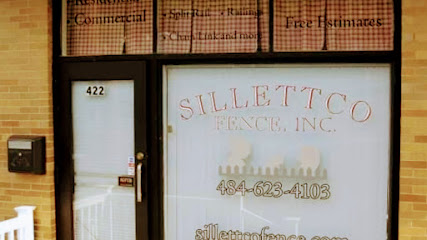 • Residential
• Commercial
• Split Rail • Railings
• Chain Link and more
Free Estimates
422
SILLETTCO
FENCE, INC.
484-623-4103
sillettcofence.com